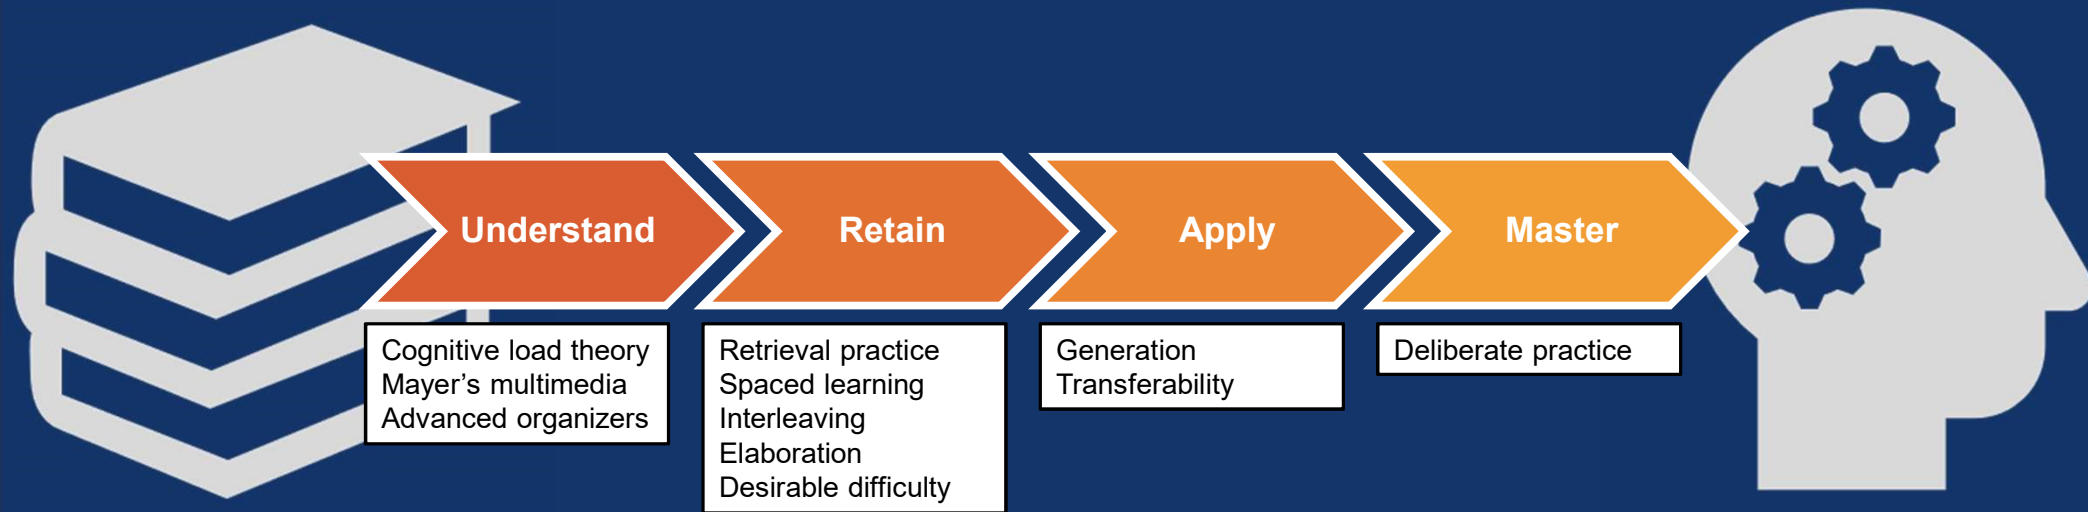 Understand
Retain
Apply
Master
Cognitive load theory
Mayer’s multimedia
Advanced organizers
Retrieval practice
Spaced learning
Interleaving
Elaboration
Desirable difficulty
Generation
Transferability
Deliberate practice